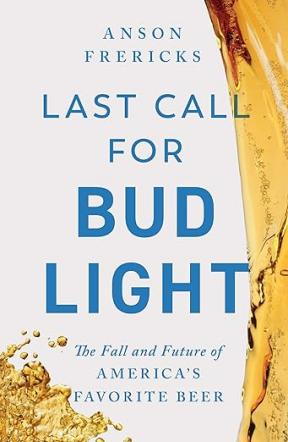 ANSON
FRERICKS
LAST CALL
FOR
BUD
LIGHT
The Fall and Future of
AMERICA'S
FAVORITE BEER